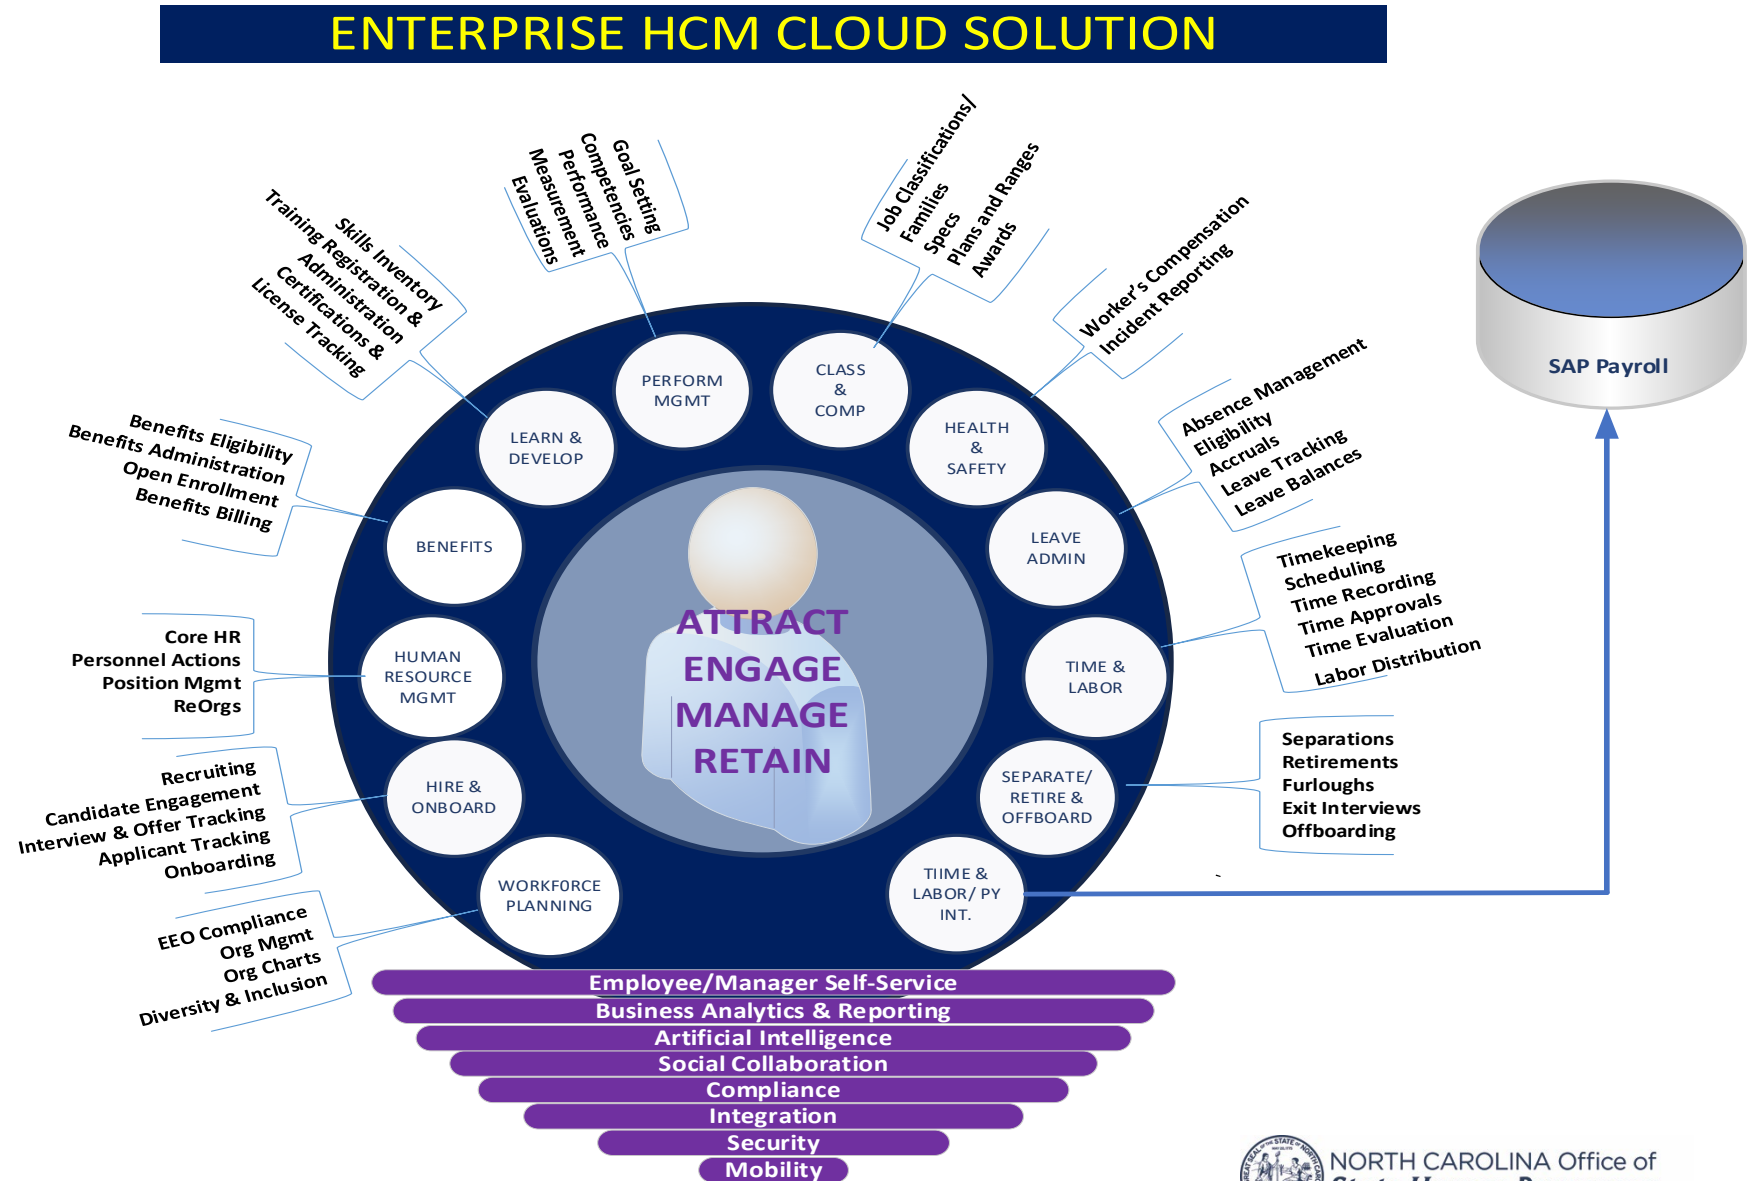 ENTERPRISE HCM CLOUD SOLUTION
Goal Setting
Competencies
Performance
Measurement
Evaluations
Job Classifications/
Families
Specs
Plans and Ranges
Awards
Skills Inventory
Training Registration &
Administration
Certifications &
License Tracking
Worker's Compensation
Incident Reporting
SAP Payroll
PERFORM
MGMT
CLASS
&
COMP
LEARN &
DEVELOP
HEALTH
&
SAFETY
Benefits Eligibility
Benefits Administration
Open Enrollment
Benefits Billing
Absence Management
Eligibility
Accruals
Leave Tracking
Leave Balances
BENEFITS
LEAVE
ADMIN
Timekeeping
Scheduling
Time Recording
Time Approvals
Time Evaluation
Labor Distribution
ATTRACT
ENGAGE
MANAGE
RETAIN
Core HR
Personnel Actions
Position Mgmt
ReOrgs
HUMAN
RESOURCE
MGMT
TIME &
LABOR
Separations
Retirements
Furloughs
Exit Interviews
Offboarding
Recruiting
Candidate Engagement
Interview & Offer Tracking
Applicant Tracking
Onboarding
HIRE &
ONBOARD
SEPARATE/
RETIRE &
OFFBOARD
EEO Compliance
Org Mgmt
Org Charts
Diversity & Inclusion
WORKF0RCE
PLANNING
TIIME &
LABOR/ PY
INT.
Employee/Manager Self-Service
Business Analytics & Reporting
Artificial Intelligence
Social Collaboration
Compliance
Integration
Security
Mobility
NORTH CAROLINA Office of